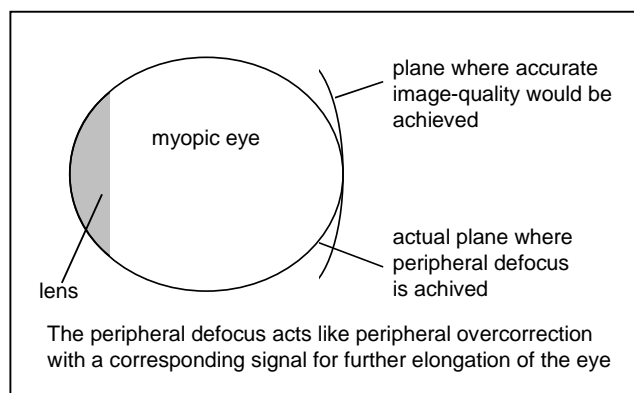 plane where accurate
image-quality would be
achieved
myopic eye
actual plane where
peripheral defocus
is achived
lens
The peripheral defocus acts like peripheral overcorrection
with a corresponding signal for further elongation of the eye